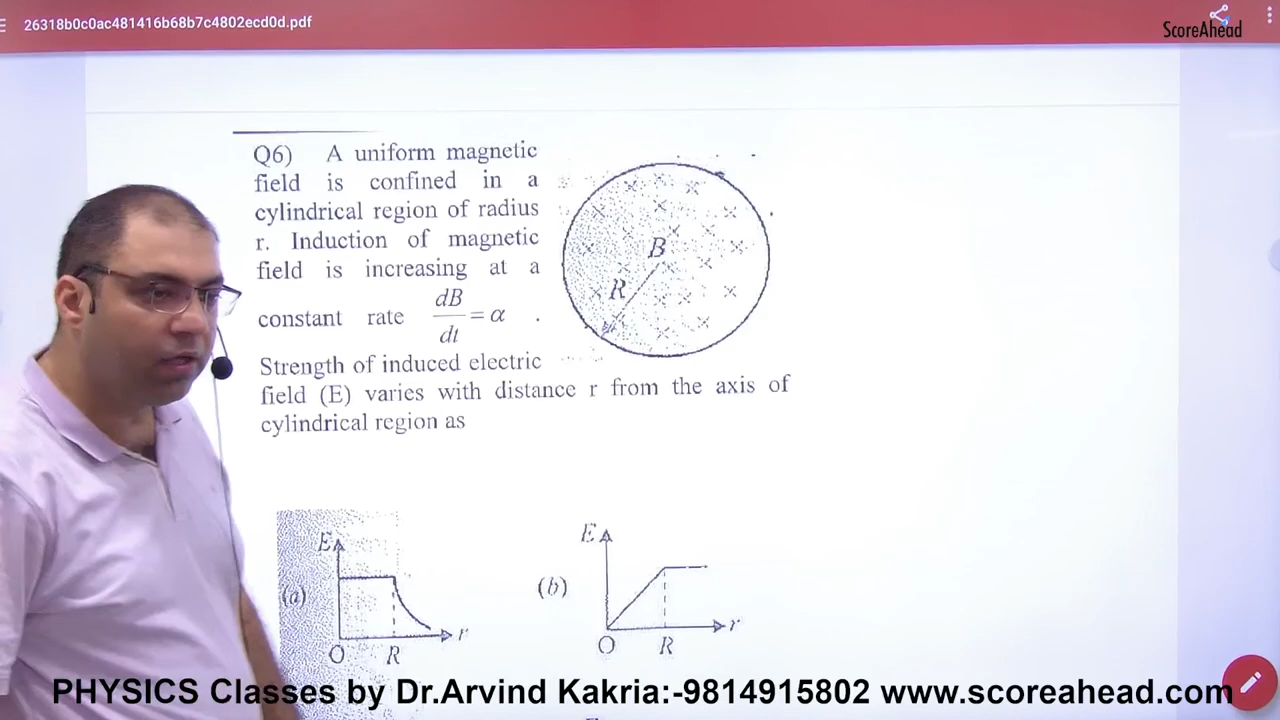 26318b0c0ac481416b68b7c4802ecd0d.pdf
ScoreAhead
Q6) A uniform magnetic
field is confined in a
cylindrical region of radius
r. Induction of magnetic
field is increasing at a
constant rate dB/dt = α .
Strength of induced electric
field (E) varies with distance r from the axis of
cylindrical region as
B
R
(a)
E
r
O R
(b)
E
r
O R
PHYSICS Classes by Dr.Arvind Kakria:-9814915802 www.scoreahead.com